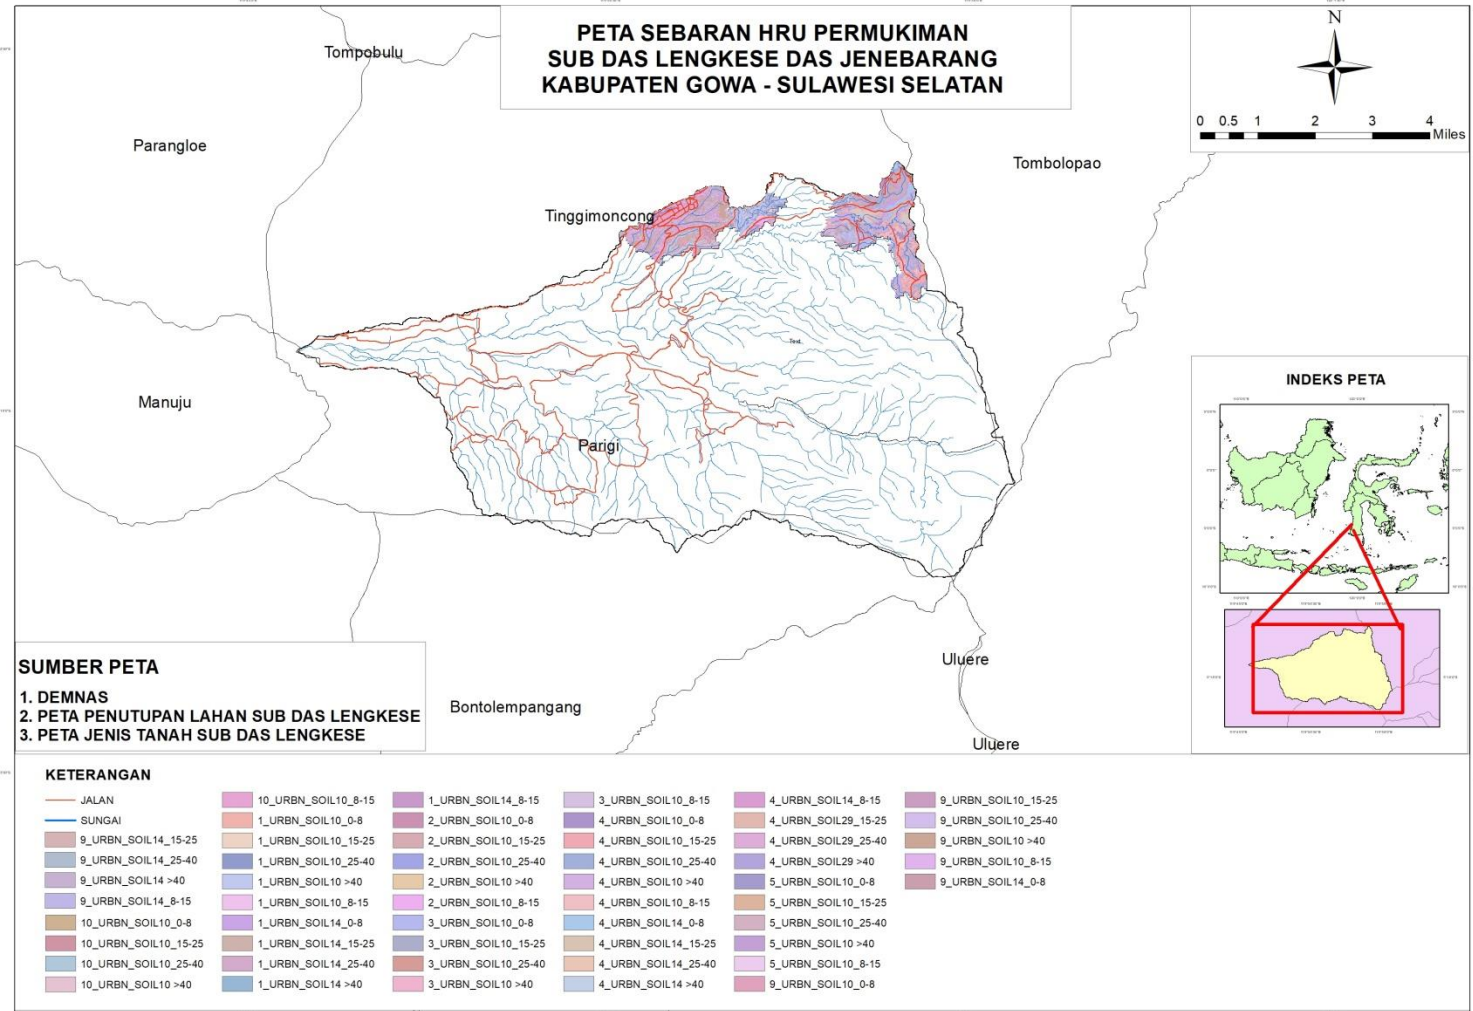 PETA SEBARAN HRU PERMUKIMAN
SUB DAS LENGKESE DAS JENEBARANG
KABUPATEN GOWA - SULAWESI SELATAN
N
0 0.5 1 2 3 4
Miles
Tompobulu
Parangloe
Tombolopao
Tinggimoncong
Text
Manuju
Parigi
Uluere
Bontolempangang
Uluere
INDEKS PETA
SUMBER PETA
1. DEMNAS
2. PETA PENUTUPAN LAHAN SUB DAS LENGKESE
3. PETA JENIS TANAH SUB DAS LENGKESE
KETERANGAN
JALAN
SUNGAI
9_URBN_SOIL14_15-25
9_URBN_SOIL14_25-40
9_URBN_SOIL14 >40
9_URBN_SOIL14_8-15
10_URBN_SOIL10_0-8
10_URBN_SOIL10_15-25
10_URBN_SOIL10_25-40
10_URBN_SOIL10 >40
10_URBN_SOIL10_8-15
1_URBN_SOIL10_0-8
1_URBN_SOIL10_15-25
1_URBN_SOIL10_25-40
1_URBN_SOIL10 >40
1_URBN_SOIL10_8-15
1_URBN_SOIL14_0-8
1_URBN_SOIL14_15-25
1_URBN_SOIL14_25-40
1_URBN_SOIL14 >40
1_URBN_SOIL14_8-15
2_URBN_SOIL10_0-8
2_URBN_SOIL10_15-25
2_URBN_SOIL10_25-40
2_URBN_SOIL10 >40
2_URBN_SOIL10_8-15
3_URBN_SOIL10_0-8
3_URBN_SOIL10_15-25
3_URBN_SOIL10_25-40
3_URBN_SOIL10 >40
3_URBN_SOIL10_8-15
4_URBN_SOIL10_0-8
4_URBN_SOIL10_15-25
4_URBN_SOIL10_25-40
4_URBN_SOIL10 >40
4_URBN_SOIL10_8-15
4_URBN_SOIL14_0-8
4_URBN_SOIL14_15-25
4_URBN_SOIL14_25-40
4_URBN_SOIL14 >40
4_URBN_SOIL14_8-15
4_URBN_SOIL29_15-25
4_URBN_SOIL29_25-40
4_URBN_SOIL29 >40
5_URBN_SOIL10_0-8
5_URBN_SOIL10_15-25
5_URBN_SOIL10_25-40
5_URBN_SOIL10 >40
5_URBN_SOIL10_8-15
9_URBN_SOIL10_0-8
9_URBN_SOIL10_15-25
9_URBN_SOIL10_25-40
9_URBN_SOIL10 >40
9_URBN_SOIL10_8-15
9_URBN_SOIL14_0-8